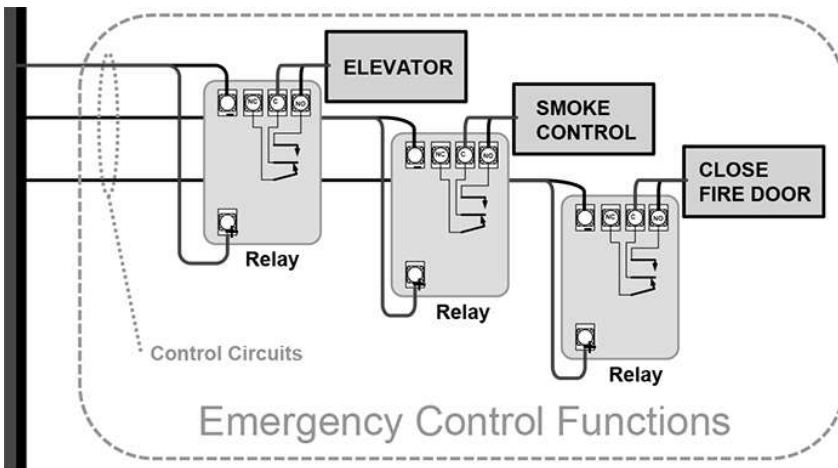 ELEVATOR
- NC C NO
+
Relay
SMOKE
CONTROL
- NC C NO
+
Relay
CLOSE
FIRE DOOR
- NC C NO
+
Relay
Control Circuits
Emergency Control Functions